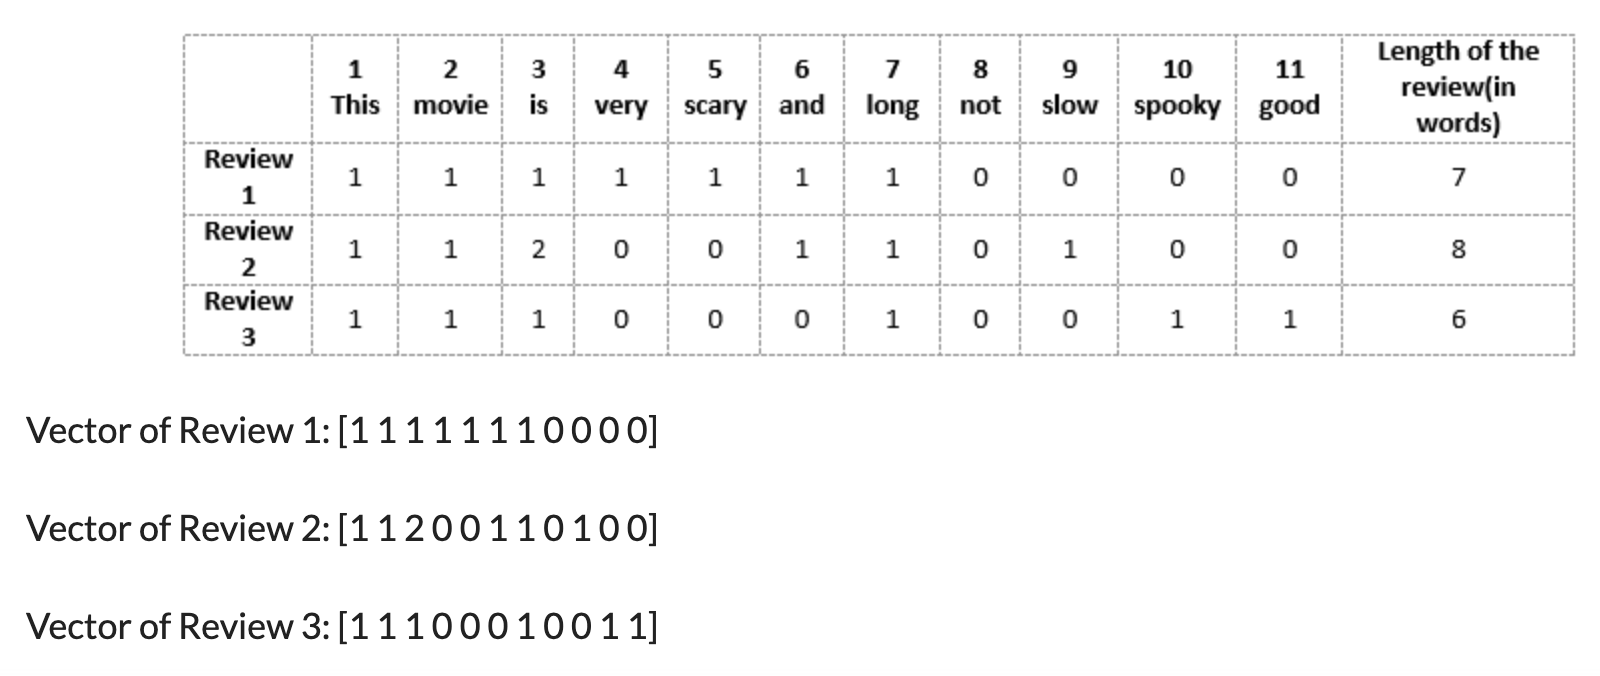 1 This 2 movie 3 is 4 very 5 scary 6 and 7 long 8 not 9 slow 10 spooky 11 good Length of the review(in words)
Review 1 1 1 1 1 1 1 1 0 0 0 0 7
Review 2 1 1 2 0 0 1 1 0 1 0 0 8
Review 3 1 1 1 0 0 0 1 0 0 1 1 6
Vector of Review 1: [1 1 1 1 1 1 1 0 0 0 0]
Vector of Review 2: [1 1 2 0 0 1 1 0 1 0 0]
Vector of Review 3: [1 1 1 0 0 0 1 0 0 1 1]